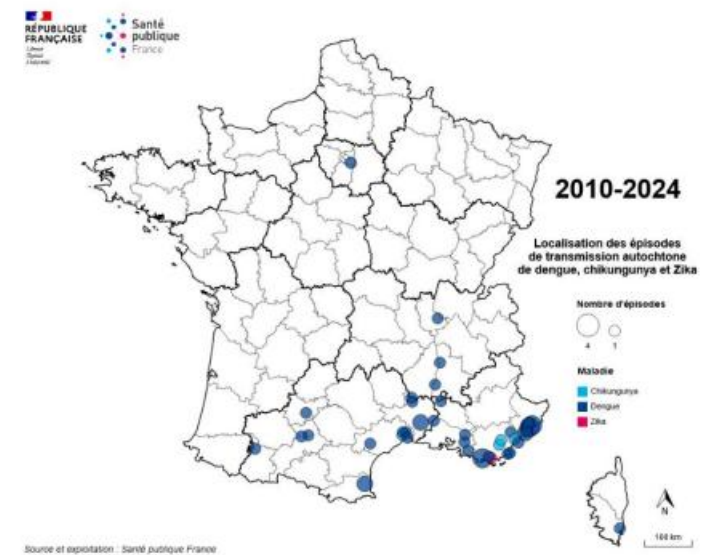 RÉPUBLIQUE
FRANÇAISE
Santé
publique
France
2010-2024
Localisation des épisodes
de transmission autochtone
de dengue, chikungunya et Zika
Nombre d'épisodes
4 1
Maladie
Chikungunya
Dengue
Zika
N
100 km
Source et exploitation : Santé publique France